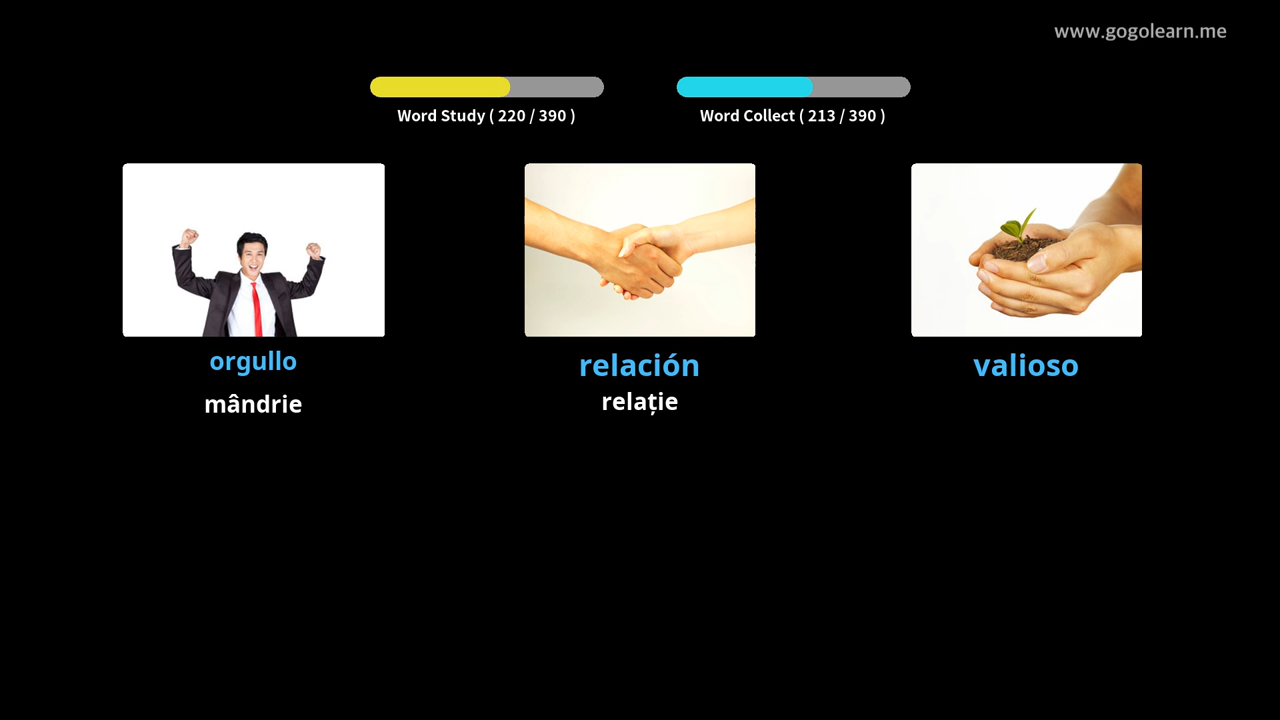 www.gogolearn.me
Word Study ( 220 / 390 )
Word Collect ( 213 / 390 )
orgullo
mândrie
relación
relație
valioso